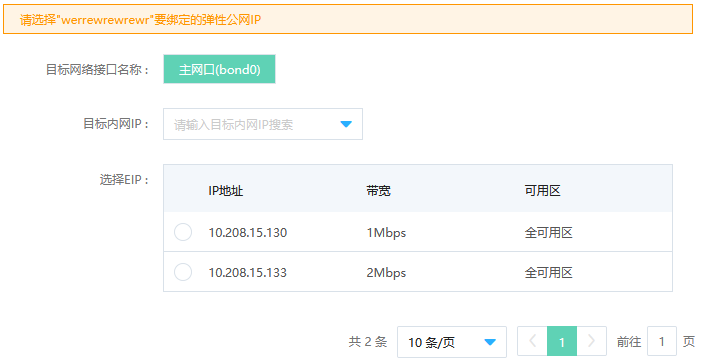 请选择"werrewrewrewr"要绑定的弹性公网IP
目标网络接口名称： 主网口(bond0)
目标内网IP： 请输入目标内网IP搜索
选择EIP：
IP地址 带宽 可用区
10.208.15.130 1Mbps 全可用区
10.208.15.133 2Mbps 全可用区
共 2 条 10 条/页 1 前往 1 页